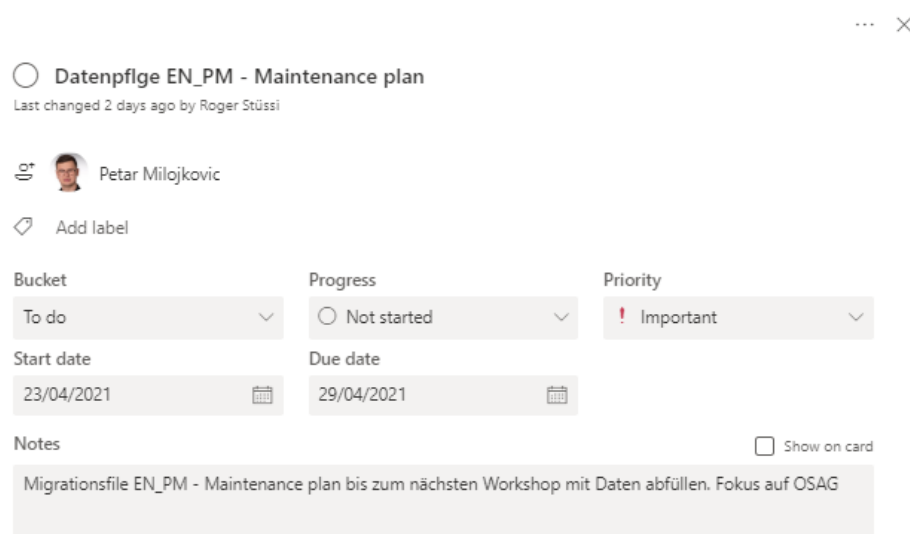 Datenpflge EN_PM - Maintenance plan
Last changed 2 days ago by Roger Stüssi
Petar Milojkovic
Add label
Bucket Progress Priority
To do Not started Important
Start date Due date
23/04/2021 29/04/2021
Notes Show on card
Migrationsfile EN_PM - Maintenance plan bis zum nächsten Workshop mit Daten abfüllen. Fokus auf OSAG